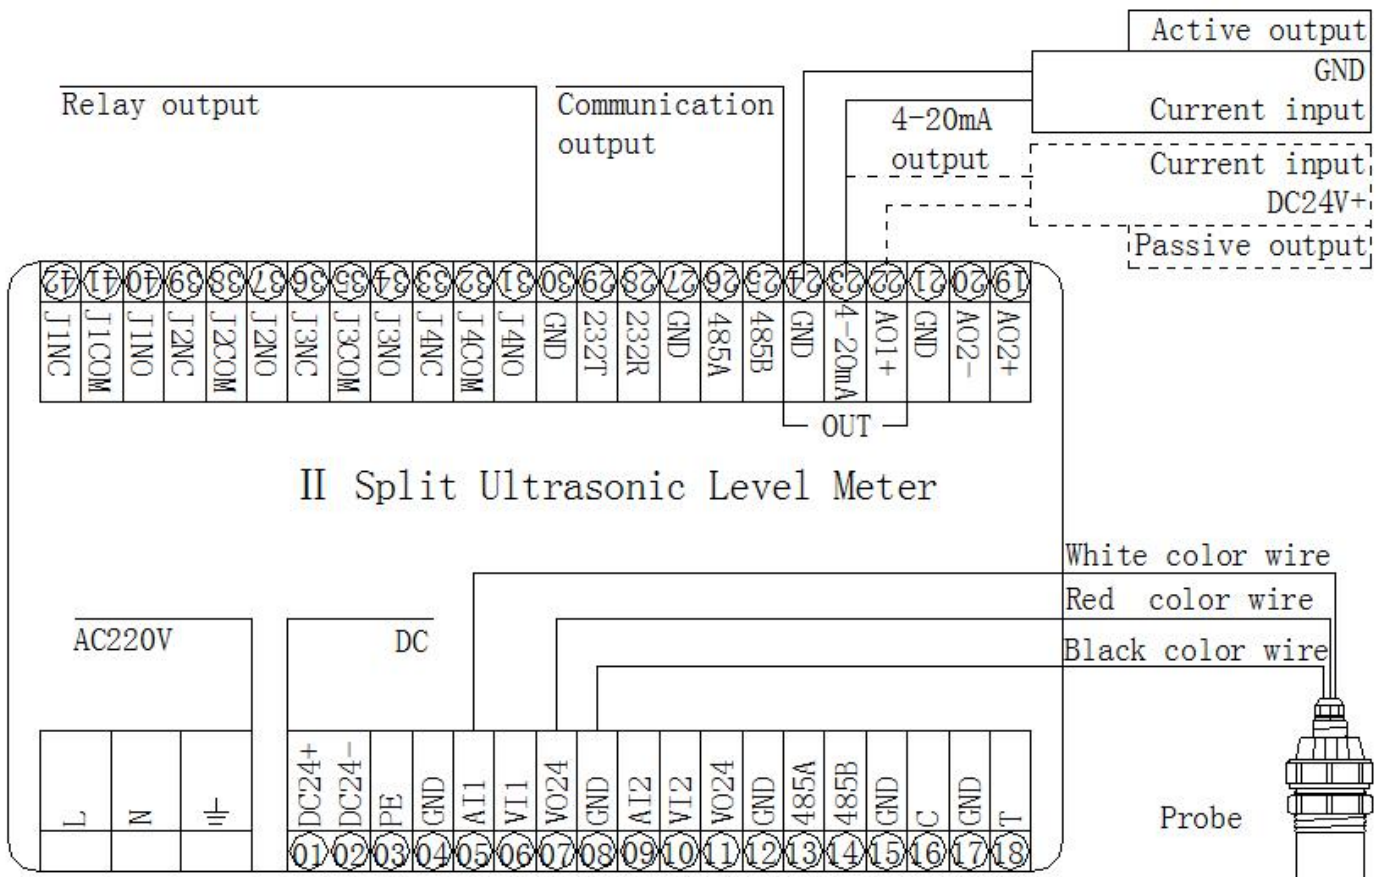 Active output
GND
Current input
Relay output
Communication
output
4-20mA
output
Current input
DC24V+
Passive output
42 41 40 39 38 37 36 35 34 33 32 31 30 29 28 27 26 25 24 23 22 21 20 19
J1NC J1COM J1NO J2NC J2COM J2NO J3NC J3COM J3NO J4NC J4COM J4NO GND 232T 232R GND 485A 485B GND 4-20mA AO1+ GND AO2- AO2+
OUT
II Split Ultrasonic Level Meter
White color wire
Red color wire
Black color wire
AC220V
DC
L N
DC24+ DC24- PE GND AI1 VI1 VO24 GND AI2 VI2 VO24 GND 485A 485B GND C GND T
01 02 03 04 05 06 07 08 09 10 11 12 13 14 15 16 17 18
Probe